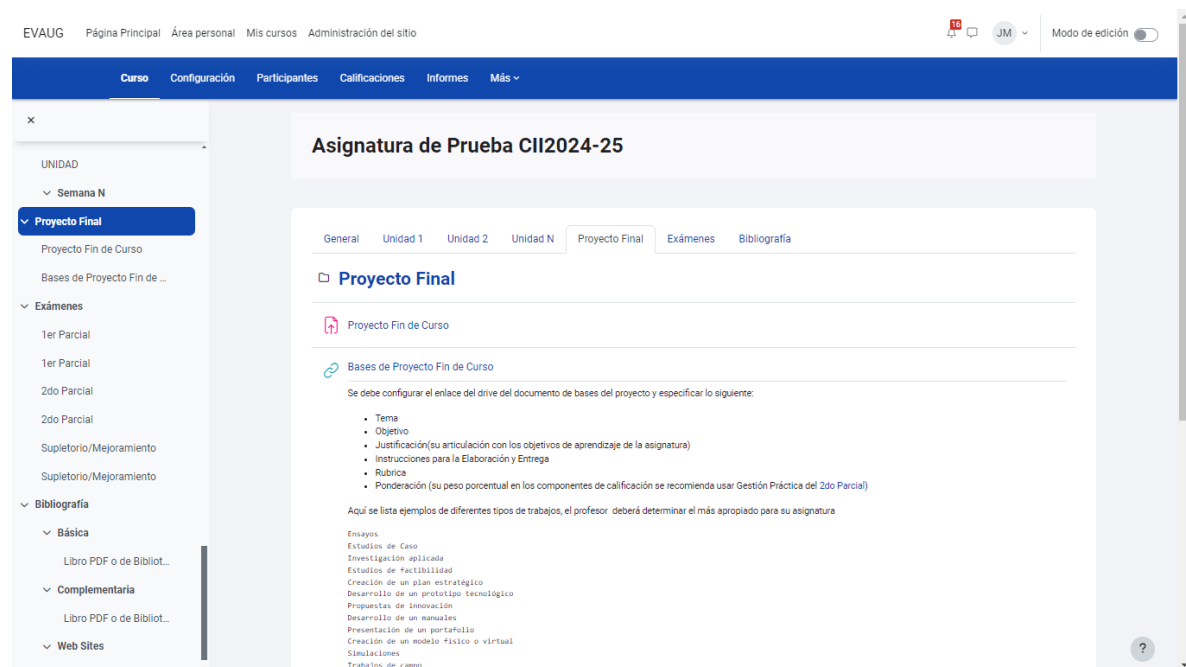 EVAUG Página Principal Área personal Mis cursos Administración del sitio 16 JM Modo de edición
Curso Configuración Participantes Calificaciones Informes Más
UNIDAD
Semana N
Proyecto Final
Proyecto Fin de Curso
Bases de Proyecto Fin de ...
Exámenes
1er Parcial
1er Parcial
2do Parcial
2do Parcial
Supletorio/Mejoramiento
Supletorio/Mejoramiento
Bibliografía
Básica
Libro PDF o de Bibliot...
Complementaria
Libro PDF o de Bibliot...
Web Sites
Asignatura de Prueba CII2024-25
General Unidad 1 Unidad 2 Unidad N Proyecto Final Exámenes Bibliografía
Proyecto Final
Proyecto Fin de Curso
Bases de Proyecto Fin de Curso
Se debe configurar el enlace del drive del documento de bases del proyecto y especificar lo siguiente:
• Tema
• Objetivo
• Justificación(su articulación con los objetivos de aprendizaje de la asignatura)
• Instrucciones para la Elaboración y Entrega
• Rubrica
• Ponderación (su peso porcentual en los componentes de calificación se recomienda usar Gestión Práctica del 2do Parcial)
Aquí se lista ejemplos de diferentes tipos de trabajos, el profesor deberá determinar el más apropiado para su asignatura
Ensayos
Estudios de Caso
Investigación aplicada
Estudios de factibilidad
Creación de un plan estratégico
Desarrollo de un prototipo tecnológico
Propuestas de innovación
Desarrollo de un manuales
Presentación de un portafolio
Creación de un modelo físico o virtual
Simulaciones
Trabajos de campo
?